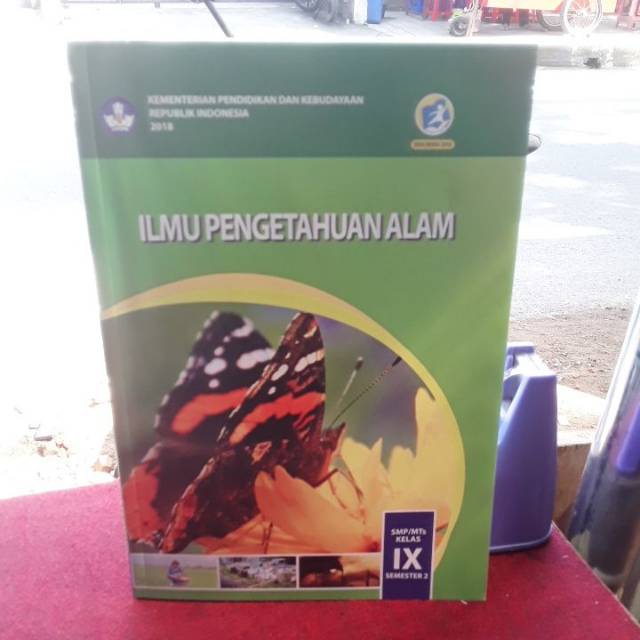 KEMENTERIAN PENDIDIKAN DAN KEBUDAYAAN
REPUBLIK INDONESIA
2018
ILMU PENGETAHUAN ALAM
SMP/MTs
KELAS
IX
SEMESTER 2